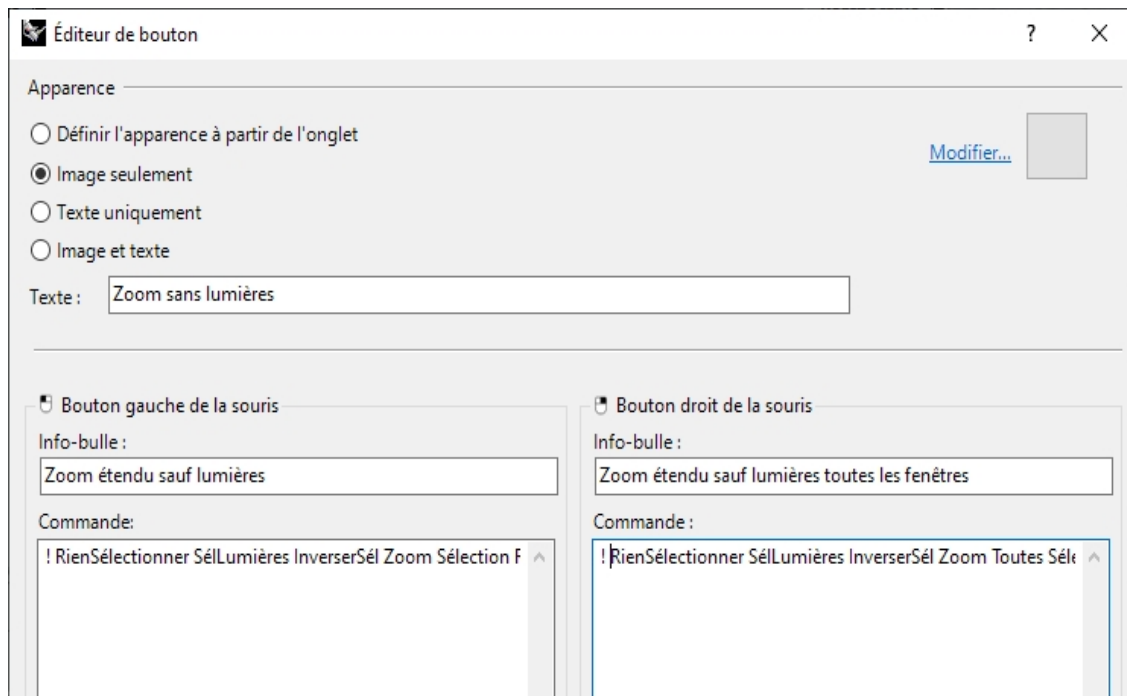 Éditeur de bouton ?
Apparence
Définir l'apparence à partir de l'onglet
Modifier...
Image seulement
Texte uniquement
Image et texte
Texte : Zoom sans lumières
Bouton gauche de la souris
Info-bulle :
Zoom étendu sauf lumières
Commande:
! RienSélectionner SélLumières InverserSél Zoom Sélection
Bouton droit de la souris
Info-bulle :
Zoom étendu sauf lumières toutes les fenêtres
Commande :
! RienSélectionner SélLumières InverserSél Zoom Toutes Séle